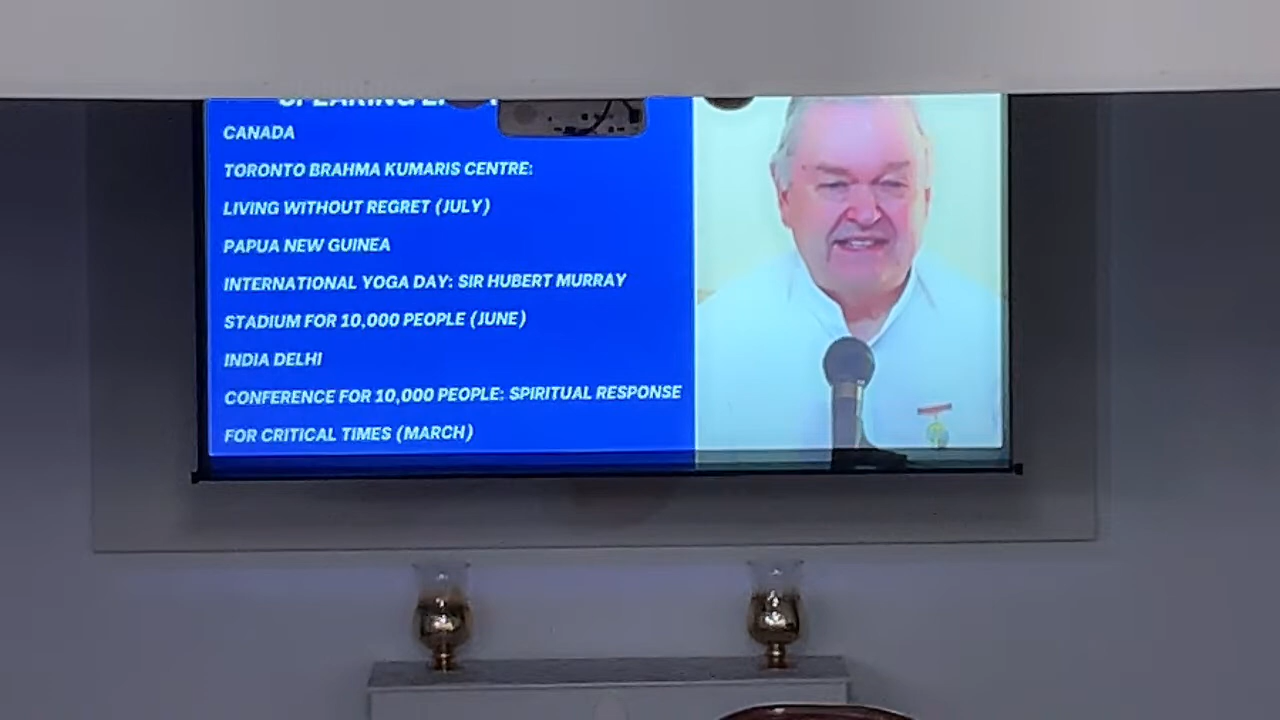 SPEAKING
CANADA
TORONTO BRAHMA KUMARIS CENTRE:
LIVING WITHOUT REGRET (JULY)
PAPUA NEW GUINEA
INTERNATIONAL YOGA DAY: SIR HUBERT MURRAY
STADIUM FOR 10,000 PEOPLE (JUNE)
INDIA DELHI
CONFERENCE FOR 10,000 PEOPLE: SPIRITUAL RESPONSE
FOR CRITICAL TIMES (MARCH)